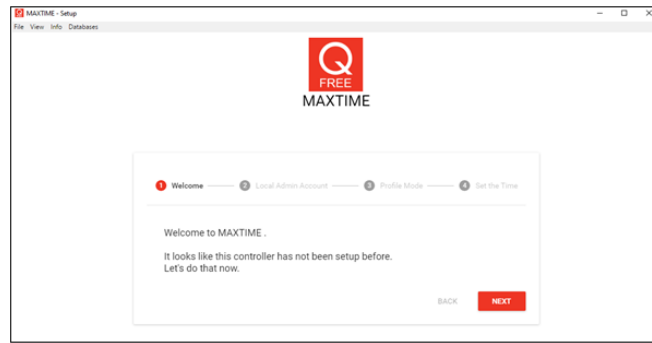 MAXTIME - Setup
File View Info Databases
Q
FREE
MAXTIME
1 Welcome 2 Local Admin Account 3 Profile Mode 4 Set the Time
Welcome to MAXTIME .
It looks like this controller has not been setup before.
Let's do that now.
BACK NEXT